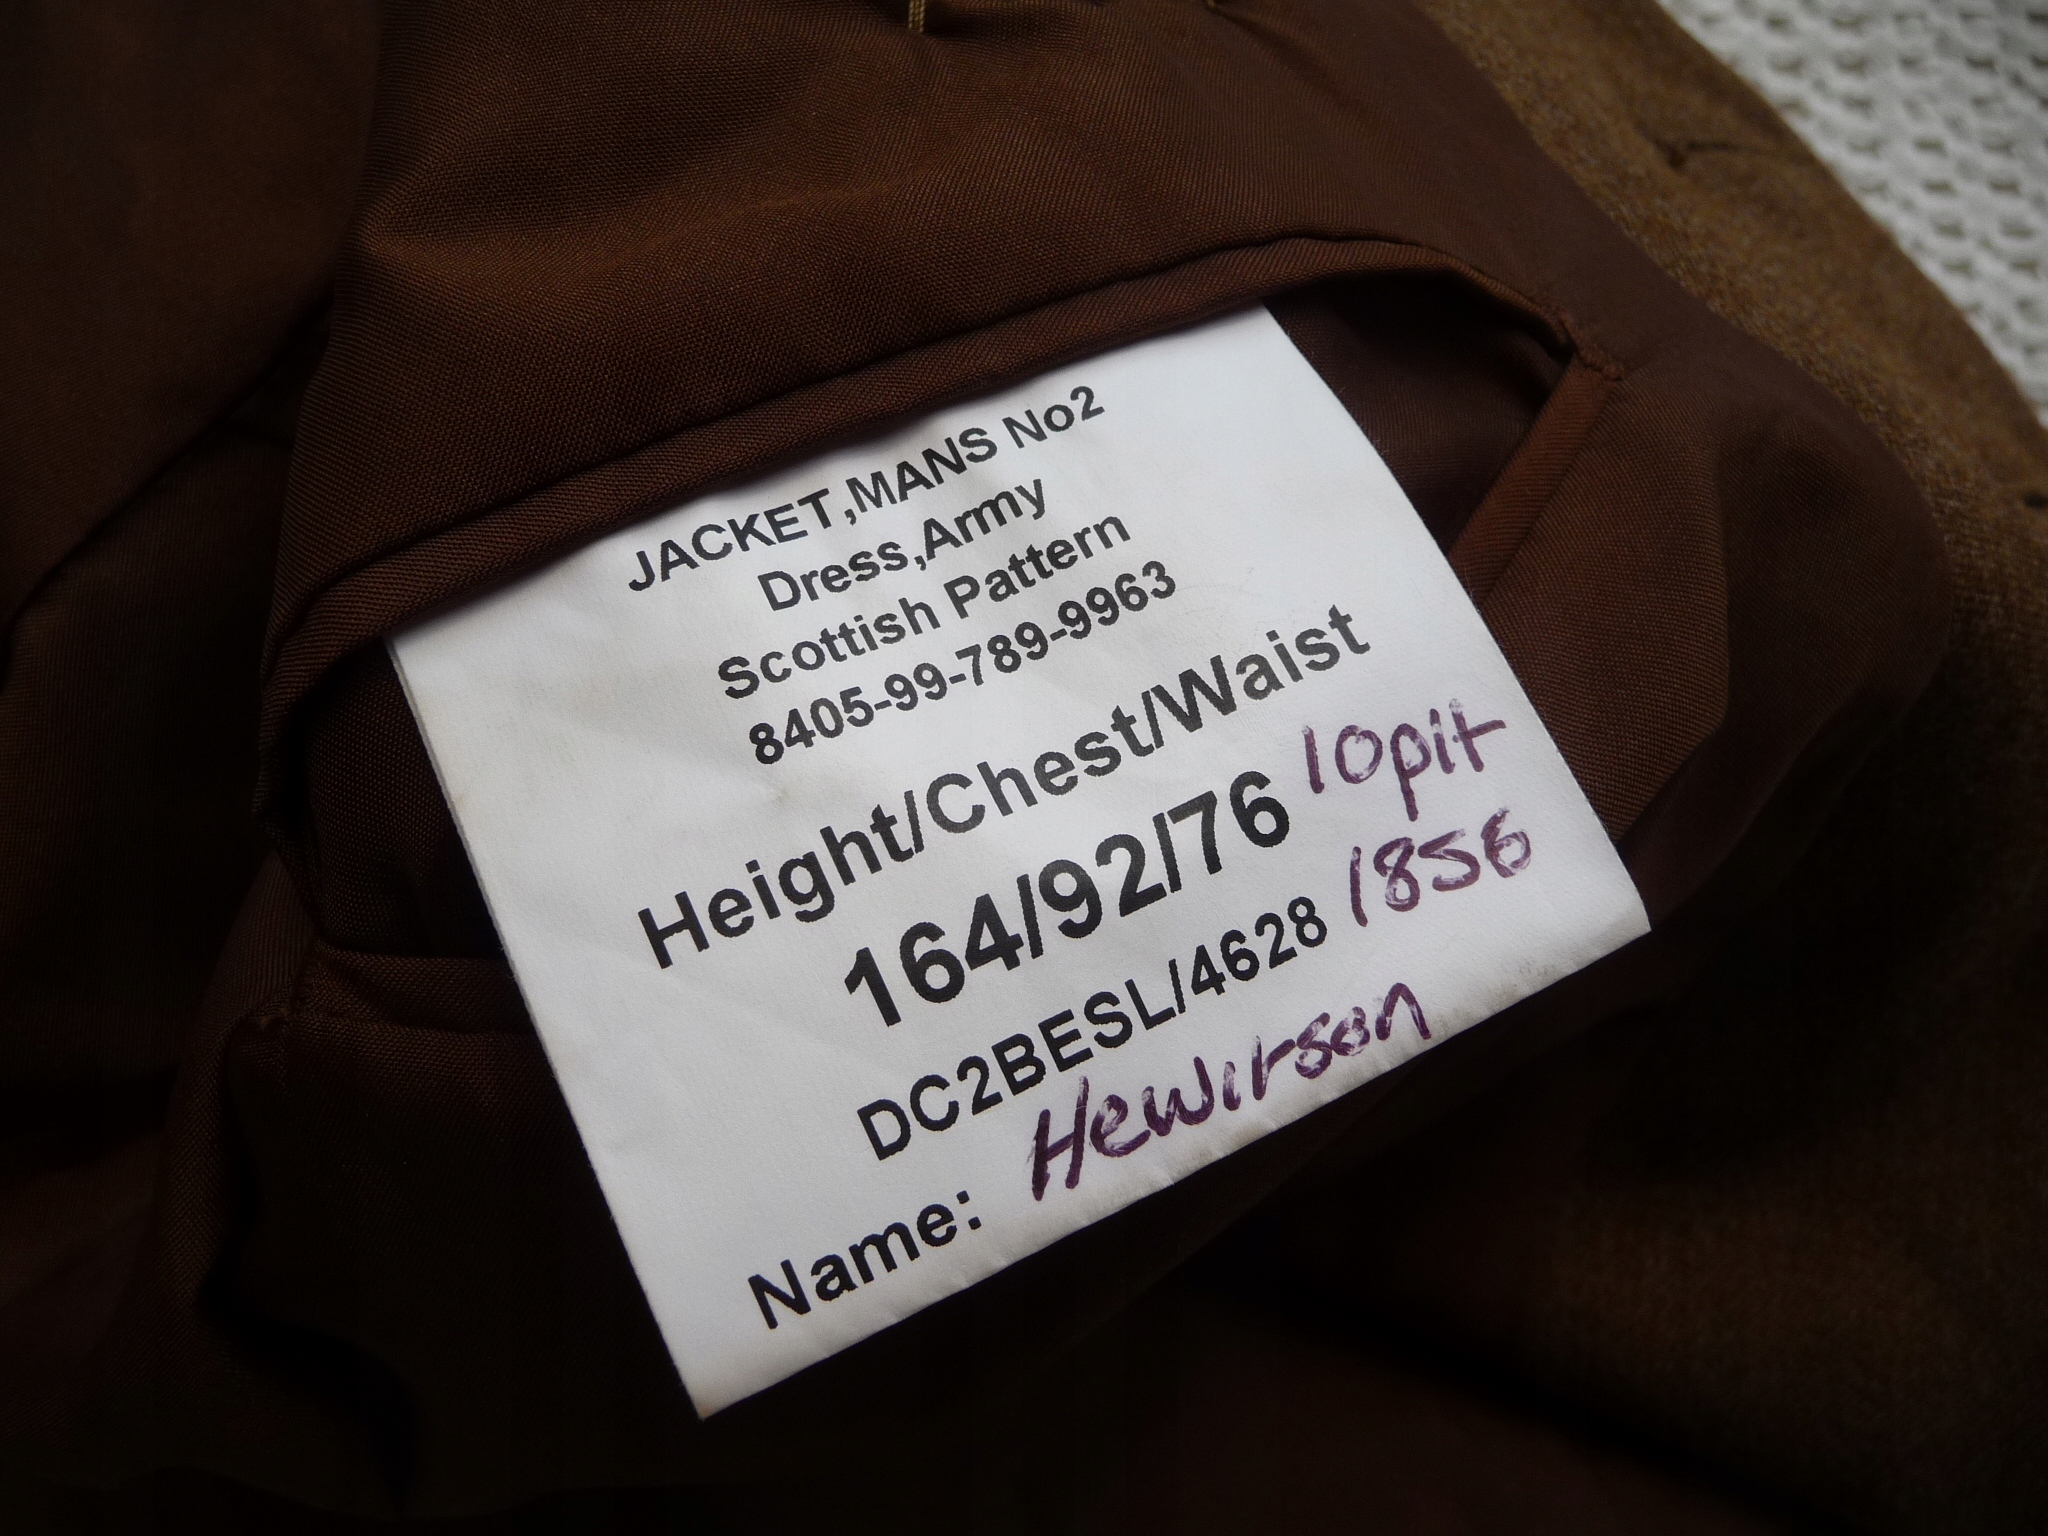 JACKET,MANS No2
Dress,Army
Scottish Pattern
8405-99-789-9963
Height/Chest/Waist
164/92/76 10pit
DC2BESL/4628 1856
Name: Hewitson